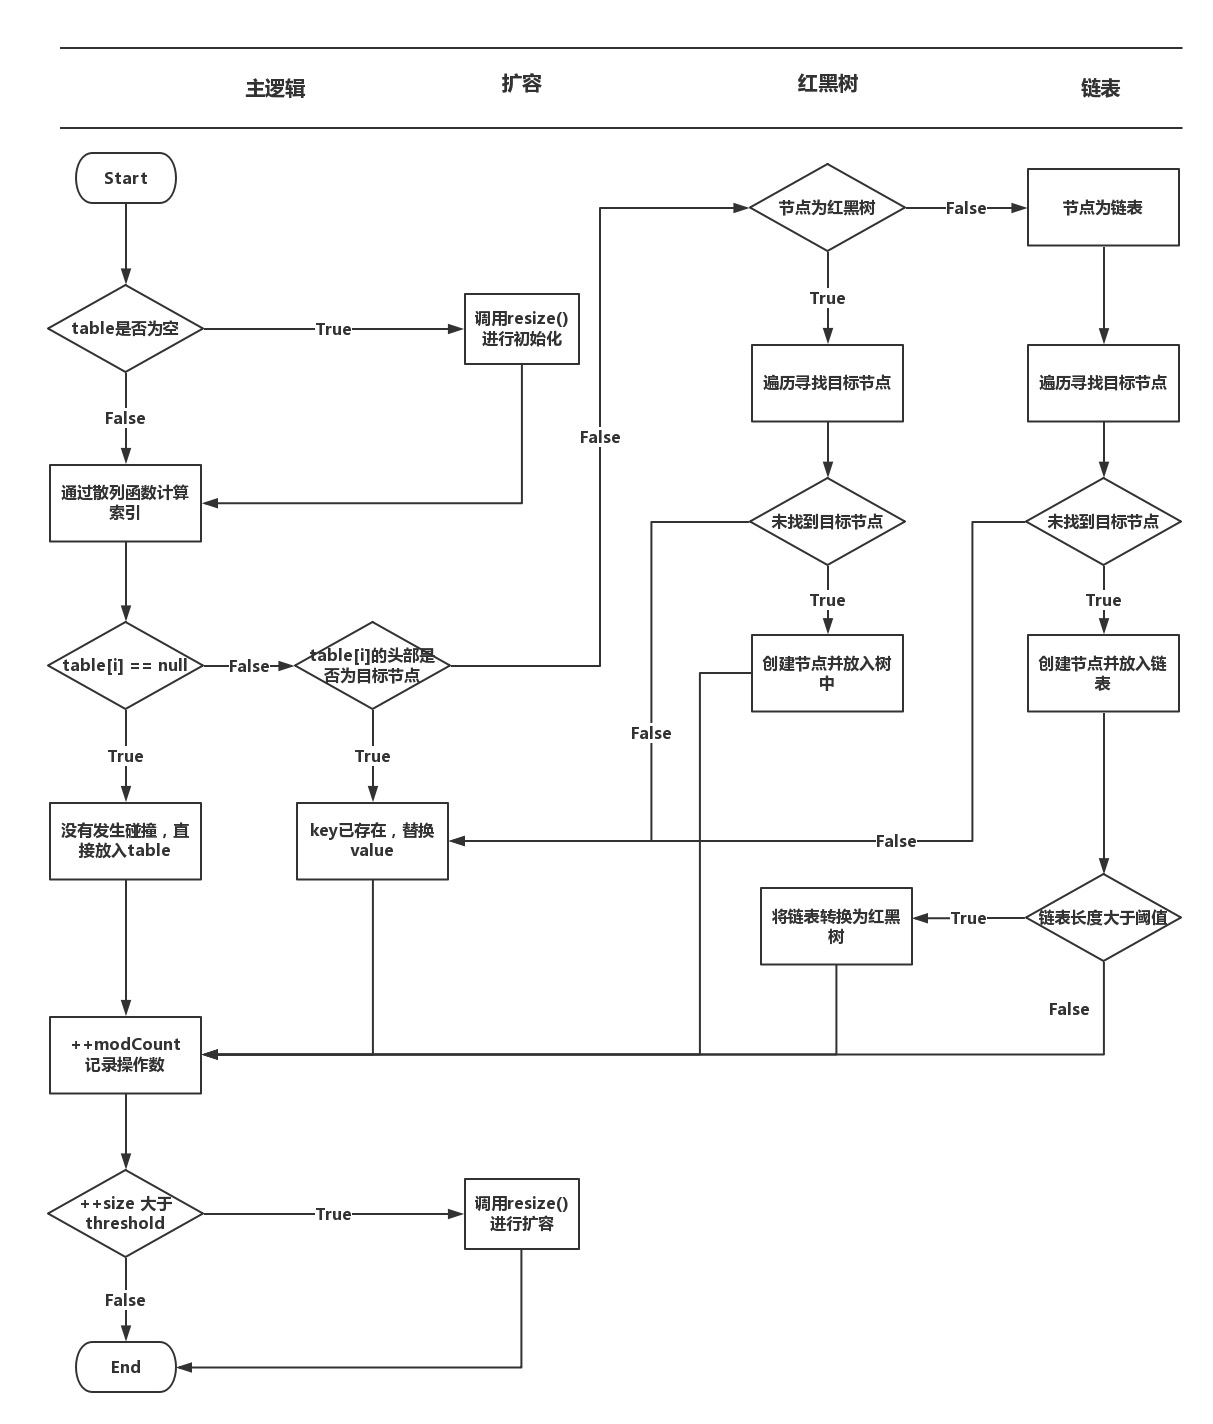 主逻辑
扩容
红黑树
链表
Start
节点为红黑树
False
节点为链表
True
table是否为空
True
调用resize()
进行初始化
遍历寻找目标节点
遍历寻找目标节点
False
False
通过散列函数计算
索引
未找到目标节点
未找到目标节点
True
True
table[i] == null
False
table[i]的头部是
否为目标节点
创建节点并放入树
中
创建节点并放入链
表
True
True
False
没有发生碰撞，直
接放入table
key已存在，替换
value
False
将链表转换为红黑
树
True
链表长度大于阈值
False
++modCount
记录操作数
++size 大于
threshold
True
调用resize()
进行扩容
False
End